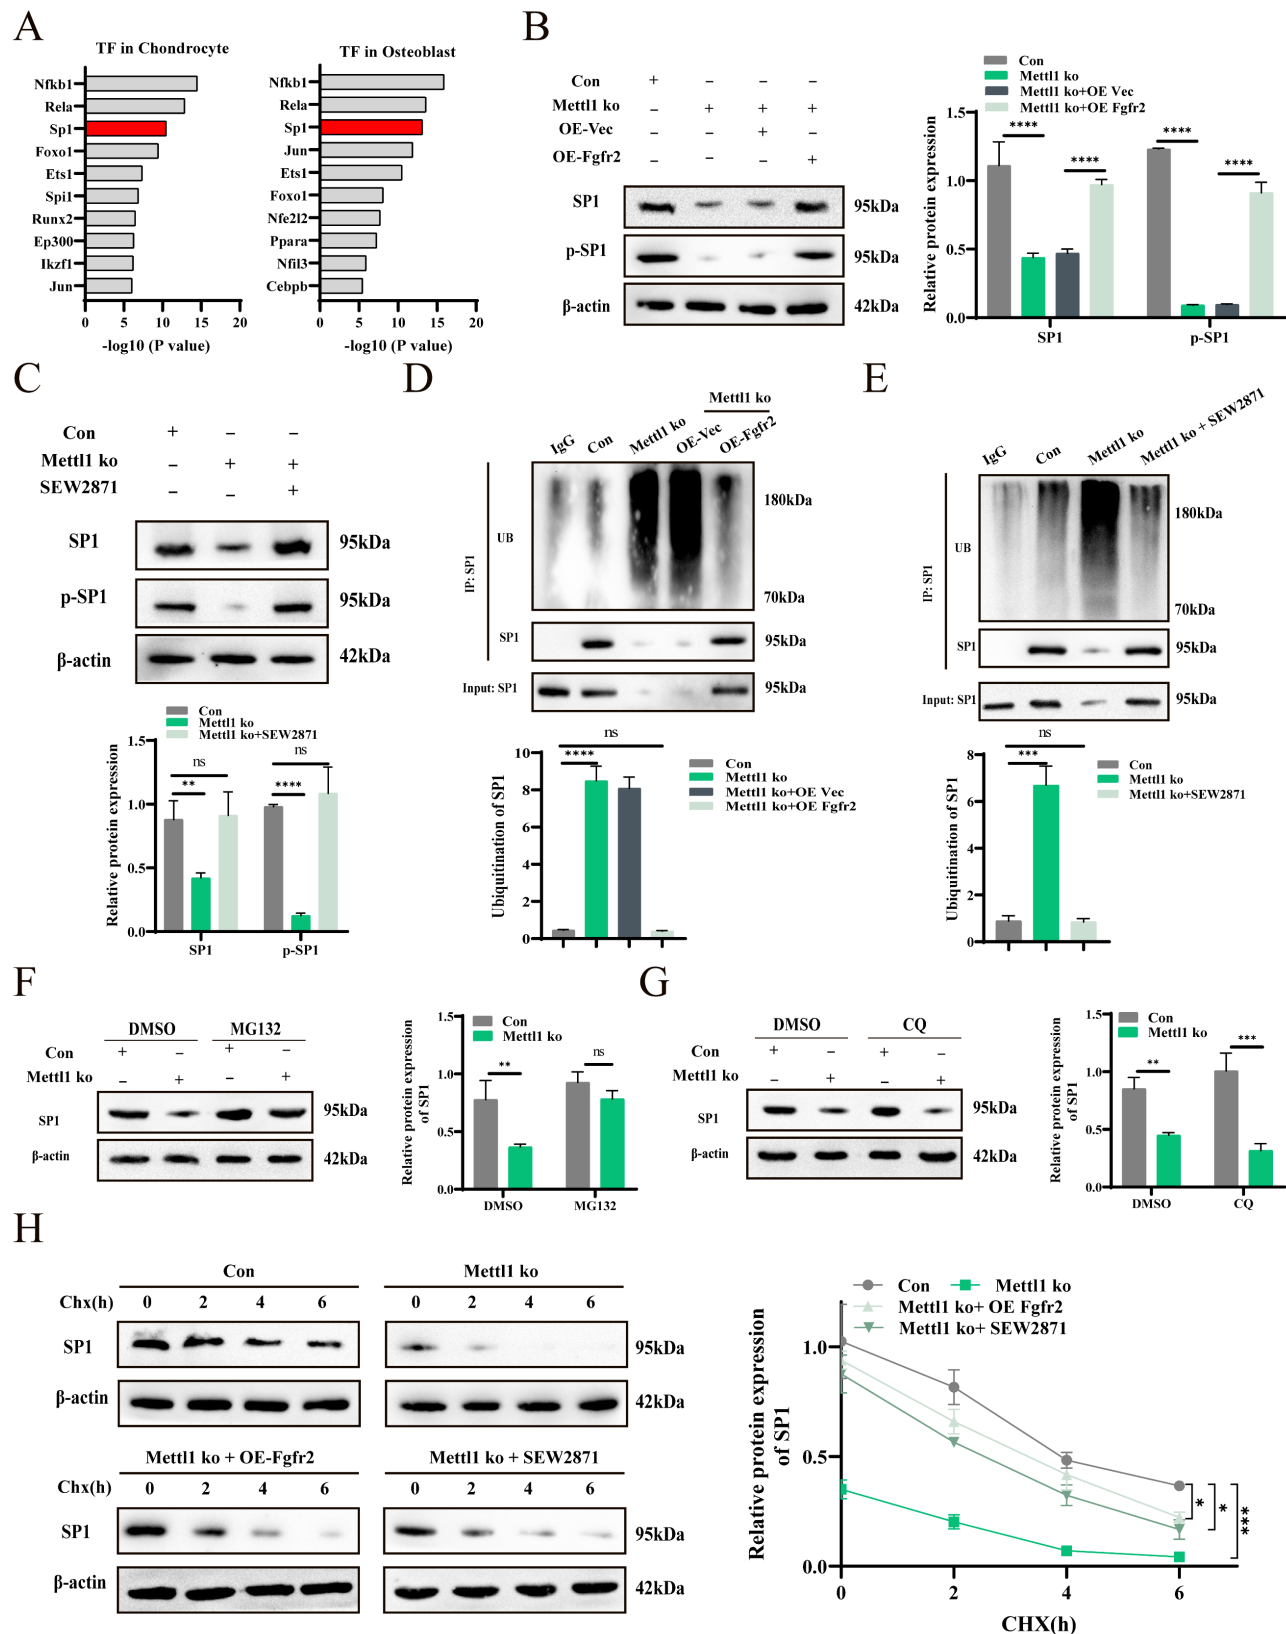 A
TF in Chondrocyte
Nfkb1
Rela
Sp1
Foxo1
Ets1
Spi1
Runx2
Ep300
Ikzf1
Jun
0 5 10 15 20
-log10 (P value)
TF in Osteoblast
Nfkb1
Rela
Sp1
Jun
Ets1
Foxo1
Nfe2l2
Ppara
Nfil3
Cebpb
0 5 10 15 20
-log10 (P value)
B
Con + – – –
Mettl1 ko – + + +
OE-Vec – – + –
OE-Fgfr2 – – – +
SP1 95kDa
p-SP1 95kDa
β-actin 42kDa
Con
Mettl1 ko
Mettl1 ko+OE Vec
Mettl1 ko+OE Fgfr2
Relative protein expression
1.5
1.0
0.5
0.0
**** **** **** ****
SP1 p-SP1
C
Con + – –
Mettl1 ko – + +
SEW2871 – – +
SP1 95kDa
p-SP1 95kDa
β-actin 42kDa
Con
Mettl1 ko
Mettl1 ko+SEW2871
Relative protein expression
1.5
1.0
0.5
0.0
ns ** ns ****
SP1 p-SP1
D
Mettl1 ko
IgG Con Mettl1 ko OE-Vec OE-Fgfr2
IP: SP1
UB
180kDa
70kDa
SP1 95kDa
Input: SP1 95kDa
Ubiquitination of SP1
10
8
6
4
2
0
ns
****
Con
Mettl1 ko
Mettl1 ko+OE Vec
Mettl1 ko+OE Fgfr2
E
IgG Con Mettl1 ko Mettl1 ko + SEW2871
IP: SP1
UB
180kDa
70kDa
SP1 95kDa
Input: SP1 95kDa
Ubiquitination of SP1
8
6
4
2
0
ns
***
Con
Mettl1 ko
Mettl1 ko+SEW2871
F
DMSO MG132
Con + – + –
Mettl1 ko – + – +
SP1 95kDa
β-actin 42kDa
Con
Mettl1 ko
Relative protein expression
of SP1
1.5
1.0
0.5
0.0
** ns
DMSO MG132
G
DMSO CQ
Con + – + –
Mettl1 ko – + – +
SP1 95kDa
β-actin 42kDa
Con
Mettl1 ko
Relative protein expression
of SP1
1.5
1.0
0.5
0.0
** ***
DMSO CQ
H
Con Mettl1 ko
Chx(h) 0 2 4 6 0 2 4 6
SP1 95kDa
β-actin 42kDa
Mettl1 ko + OE-Fgfr2 Mettl1 ko + SEW2871
Chx(h) 0 2 4 6 0 2 4 6
SP1 95kDa
β-actin 42kDa
Con Mettl1 ko
Mettl1 ko+ OE Fgfr2
Mettl1 ko+ SEW2871
Relative protein expression
of SP1
1.0
0.5
0.0
* * ***
0 2 4 6
CHX(h)